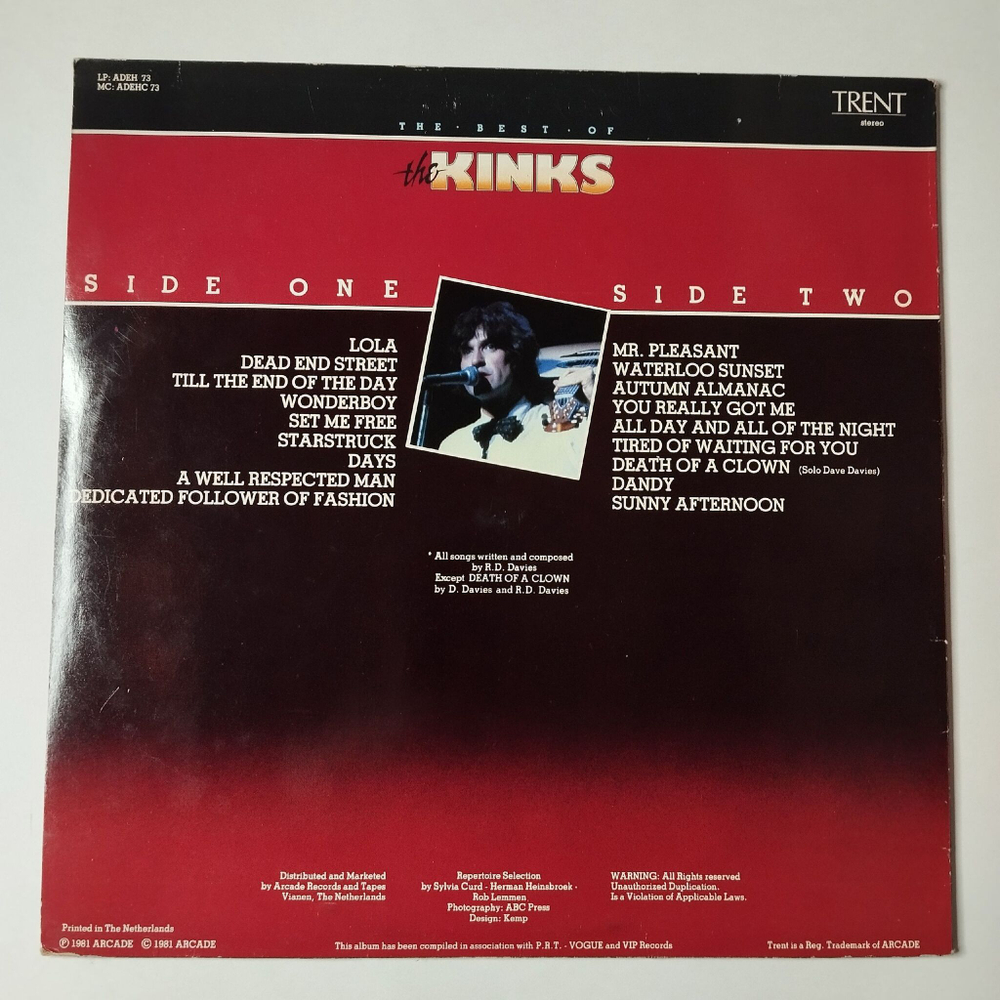 LP: ADEH 73
MC: ADEHC 73
TRENT
stereo
THE · BEST · OF
the KINKS
SIDE ONE
LOLA
DEAD END STREET
TILL THE END OF THE DAY
WONDERBOY
SET ME FREE
STARSTRUCK
DAYS
A WELL RESPECTED MAN
DEDICATED FOLLOWER OF FASHION
SIDE TWO
MR. PLEASANT
WATERLOO SUNSET
AUTUMN ALMANAC
YOU REALLY GOT ME
ALL DAY AND ALL OF THE NIGHT
TIRED OF WAITING FOR YOU
DEATH OF A CLOWN (Solo Dave Davies)
DANDY
SUNNY AFTERNOON
* All songs written and composed
by R.D. Davies
Except DEATH OF A CLOWN
by D. Davies and R.D. Davies
Distributed and Marketed
by Arcade Records and Tapes
Vianen, The Netherlands
Repertoire Selection
by Sylvia Curd - Herman Heinsbroek -
Rob Lemmen
Photography: ABC Press
Design: Kemp
WARNING: All Rights reserved
Unauthorized Duplication.
Is a Violation of Applicable Laws.
Printed in The Netherlands
Ⓟ 1981 ARCADE © 1981 ARCADE
This album has been compiled in association with P.R.T. - VOGUE and VIP Records
Trent is a Reg. Trademark of ARCADE